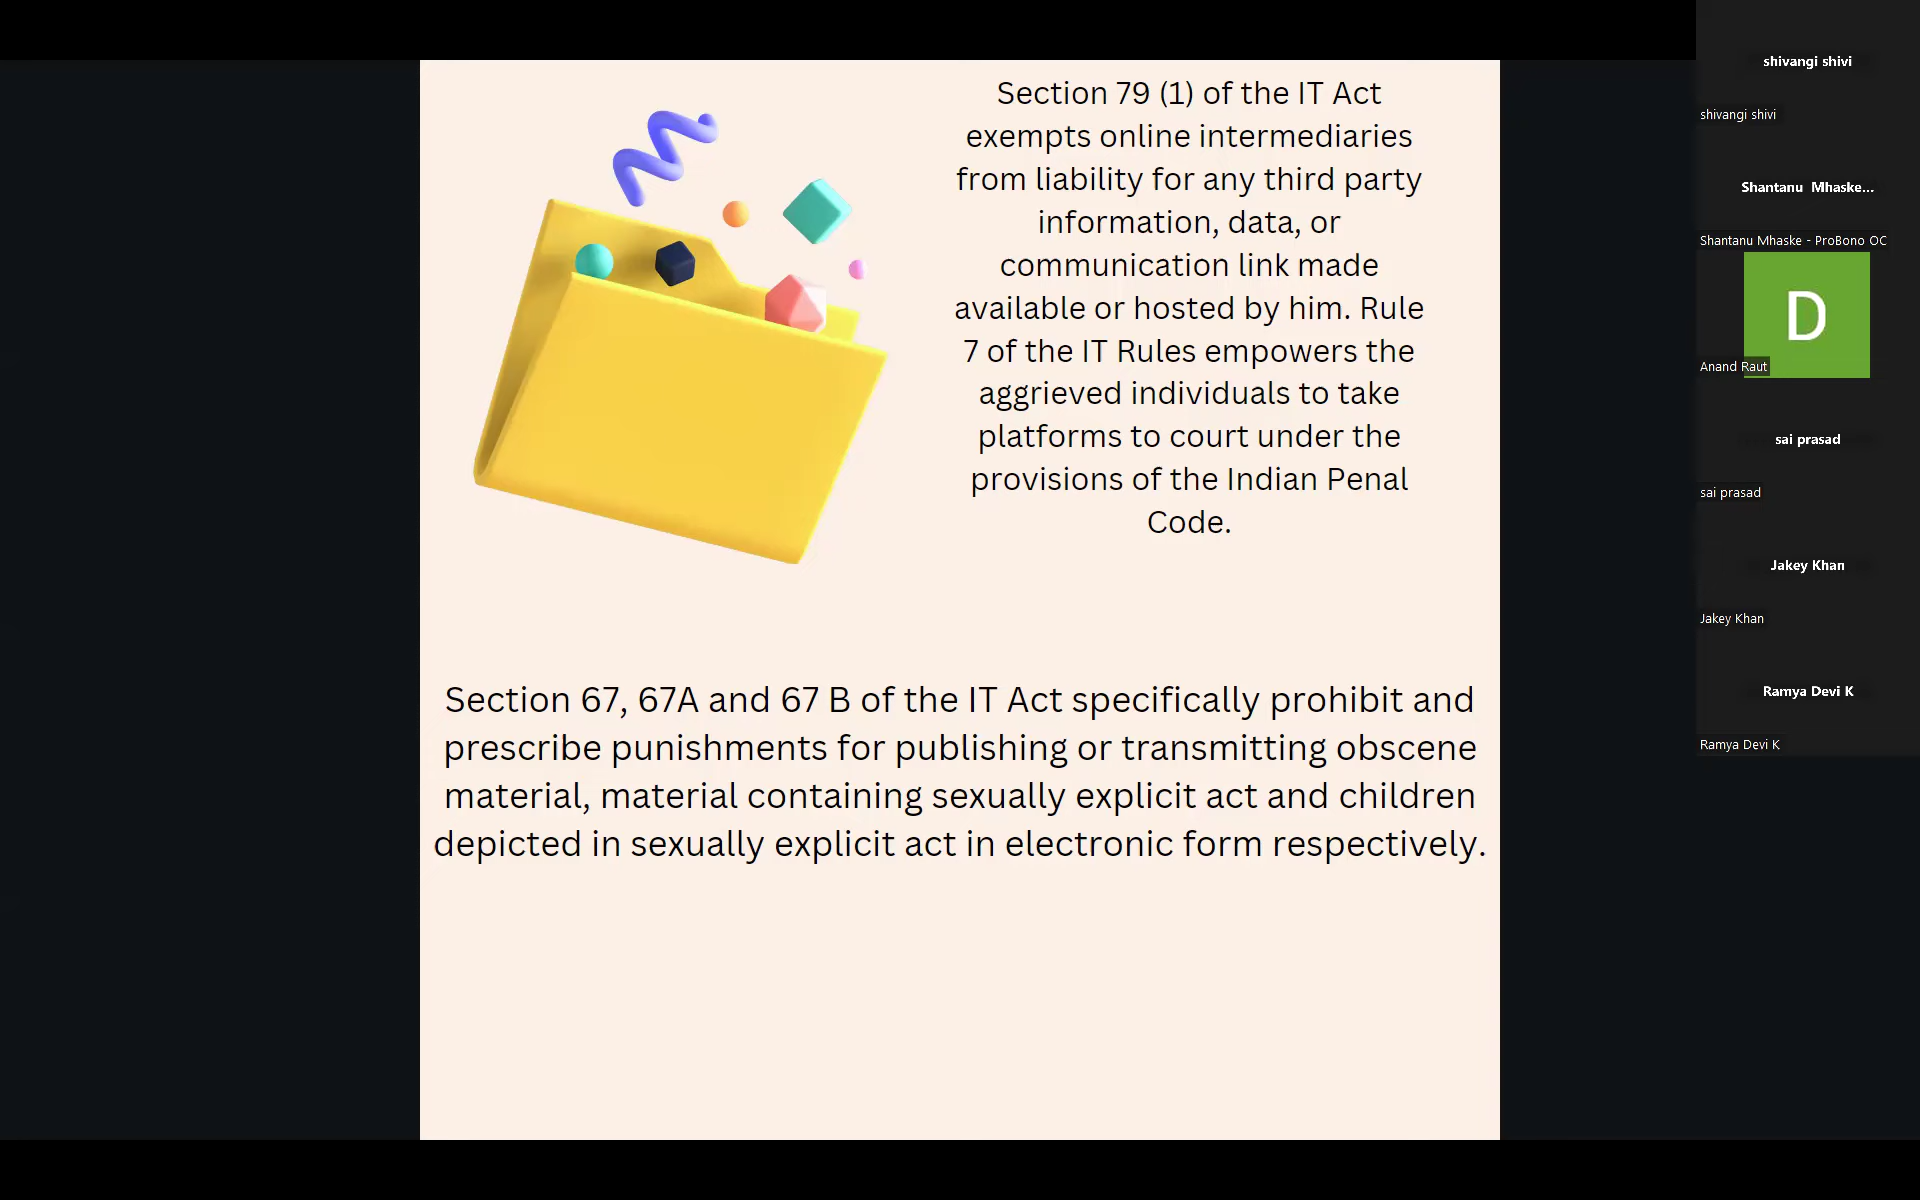 Section 79 (1) of the IT Act
exempts online intermediaries
from liability for any third party
information, data, or
communication link made
available or hosted by him. Rule
7 of the IT Rules empowers the
aggrieved individuals to take
platforms to court under the
provisions of the Indian Penal
Code.
Section 67, 67A and 67 B of the IT Act specifically prohibit and
prescribe punishments for publishing or transmitting obscene
material, material containing sexually explicit act and children
depicted in sexually explicit act in electronic form respectively.
shivangi shivi
shivangi shivi
Shantanu Mhaske...
Shantanu Mhaske - ProBono OC
D
Anand Raut
sai prasad
sai prasad
Jakey Khan
Jakey Khan
Ramya Devi K
Ramya Devi K